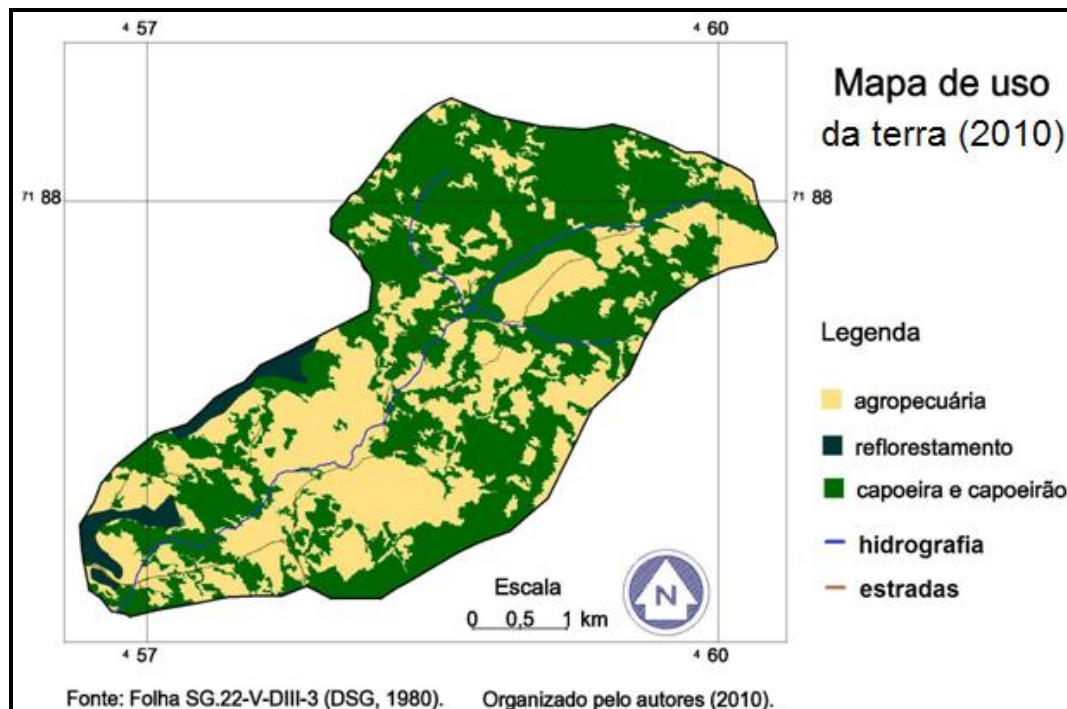 ⁴ 57
⁴ 60
Mapa de uso
da terra (2010)
⁷¹ 88
⁷¹ 88
Legenda
agropecuária
reflorestamento
capoeira e capoeirão
hidrografia
estradas
N
Escala
0 0,5 1 km
⁴ 57
⁴ 60
Fonte: Folha SG.22-V-DIII-3 (DSG, 1980). Organizado pelo autores (2010).